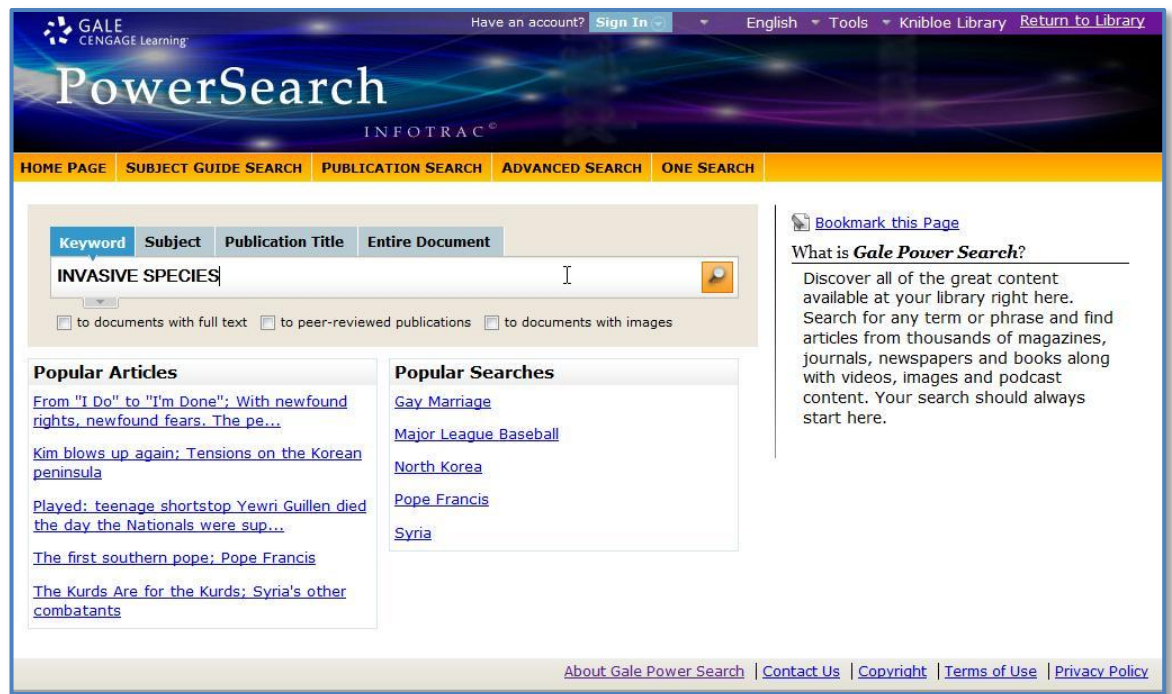 GALE
CENGAGE Learning
Have an account? Sign In English Tools Knibloe Library Return to Library
PowerSearch
INFOTRAC©
HOME PAGE SUBJECT GUIDE SEARCH PUBLICATION SEARCH ADVANCED SEARCH ONE SEARCH
Keyword Subject Publication Title Entire Document
INVASIVE SPECIES
to documents with full text to peer-reviewed publications to documents with images
Popular Articles
From "I Do" to "I'm Done"; With newfound
rights, newfound fears. The pe...
Kim blows up again; Tensions on the Korean
peninsula
Played: teenage shortstop Yewri Guillen died
the day the Nationals were sup...
The first southern pope; Pope Francis
The Kurds Are for the Kurds; Syria's other
combatants
Popular Searches
Gay Marriage
Major League Baseball
North Korea
Pope Francis
Syria
Bookmark this Page
What is Gale Power Search?
Discover all of the great content
available at your library right here.
Search for any term or phrase and find
articles from thousands of magazines,
journals, newspapers and books along
with videos, images and podcast
content. Your search should always
start here.
About Gale Power Search | Contact Us | Copyright | Terms of Use | Privacy Policy